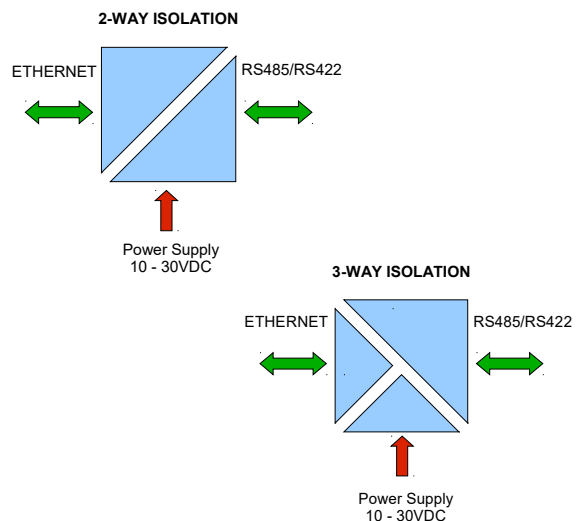 2-WAY ISOLATION
ETHERNET
RS485/RS422
Power Supply
10 - 30VDC
3-WAY ISOLATION
ETHERNET
RS485/RS422
Power Supply
10 - 30VDC